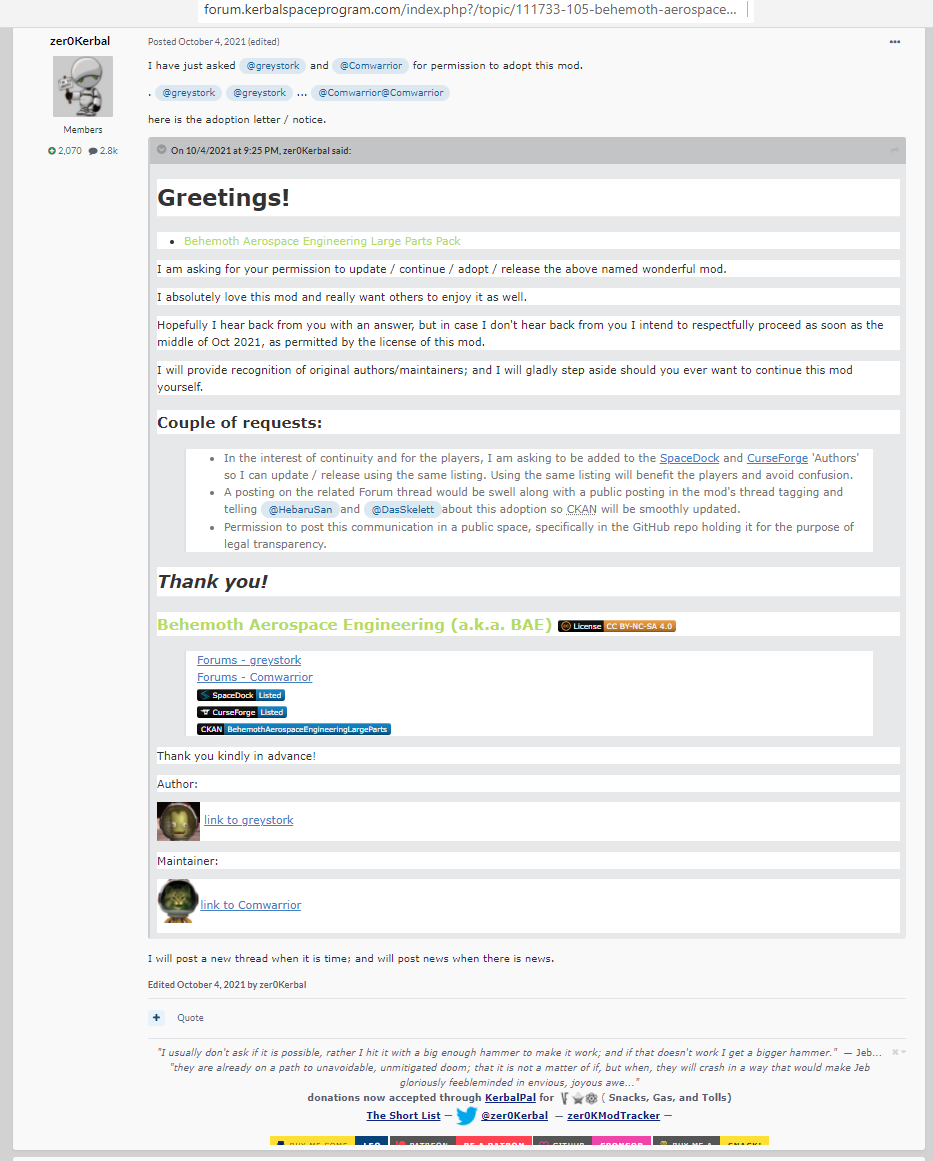 forum.kerbalspaceprogram.com/index.php?/topic/111733-105-behemoth-aerospace...
zer0Kerbal
Posted October 4, 2021 (edited)
Members
2,070 2.8k
I have just asked @greystork and @Comwarrior for permission to adopt this mod.
. @greystork @greystork ... @Comwarrior@Comwarrior
here is the adoption letter / notice.
On 10/4/2021 at 9:25 PM, zer0Kerbal said:
Greetings!
• Behemoth Aerospace Engineering Large Parts Pack
I am asking for your permission to update / continue / adopt / release the above named wonderful mod.
I absolutely love this mod and really want others to enjoy it as well.
Hopefully I hear back from you with an answer, but in case I don't hear back from you I intend to respectfully proceed as soon as the
middle of Oct 2021, as permitted by the license of this mod.
I will provide recognition of original authors/maintainers; and I will gladly step aside should you ever want to continue this mod
yourself.
Couple of requests:
• In the interest of continuity and for the players, I am asking to be added to the SpaceDock and CurseForge 'Authors'
so I can update / release using the same listing. Using the same listing will benefit the players and avoid confusion.
• A posting on the related Forum thread would be swell along with a public posting in the mod's thread tagging and
telling @HebaruSan and @DasSkelett about this adoption so CKAN will be smoothly updated.
• Permission to post this communication in a public space, specifically in the GitHub repo holding it for the purpose of
legal transparency.
Thank you!
Behemoth Aerospace Engineering (a.k.a. BAE) License CC BY-NC-SA 4.0
Forums - greystork
Forums - Comwarrior
SpaceDock Listed
CurseForge Listed
CKAN BehemothAerospaceEngineeringLargeParts
Thank you kindly in advance!
Author:
link to greystork
Maintainer:
link to Comwarrior
I will post a new thread when it is time; and will post news when there is news.
Edited October 4, 2021 by zer0Kerbal
+ Quote
"I usually don't ask if it is possible, rather I hit it with a big enough hammer to make it work; and if that doesn't work I get a bigger hammer." — Jeb...
"they are already on a path to unavoidable, unmitigated doom; that it is not a matter of if, but when, they will crash in a way that would make Jeb
gloriously feebleminded in envious, joyous awe..."
donations now accepted through KerbalPal for ( Snacks, Gas, and Tolls)
The Short List — @zer0Kerbal — zer0KModTracker —
BUY ME SOME LFO PATREON BE A PATRON GITHUB SPONSOR BUY ME A SNACK!